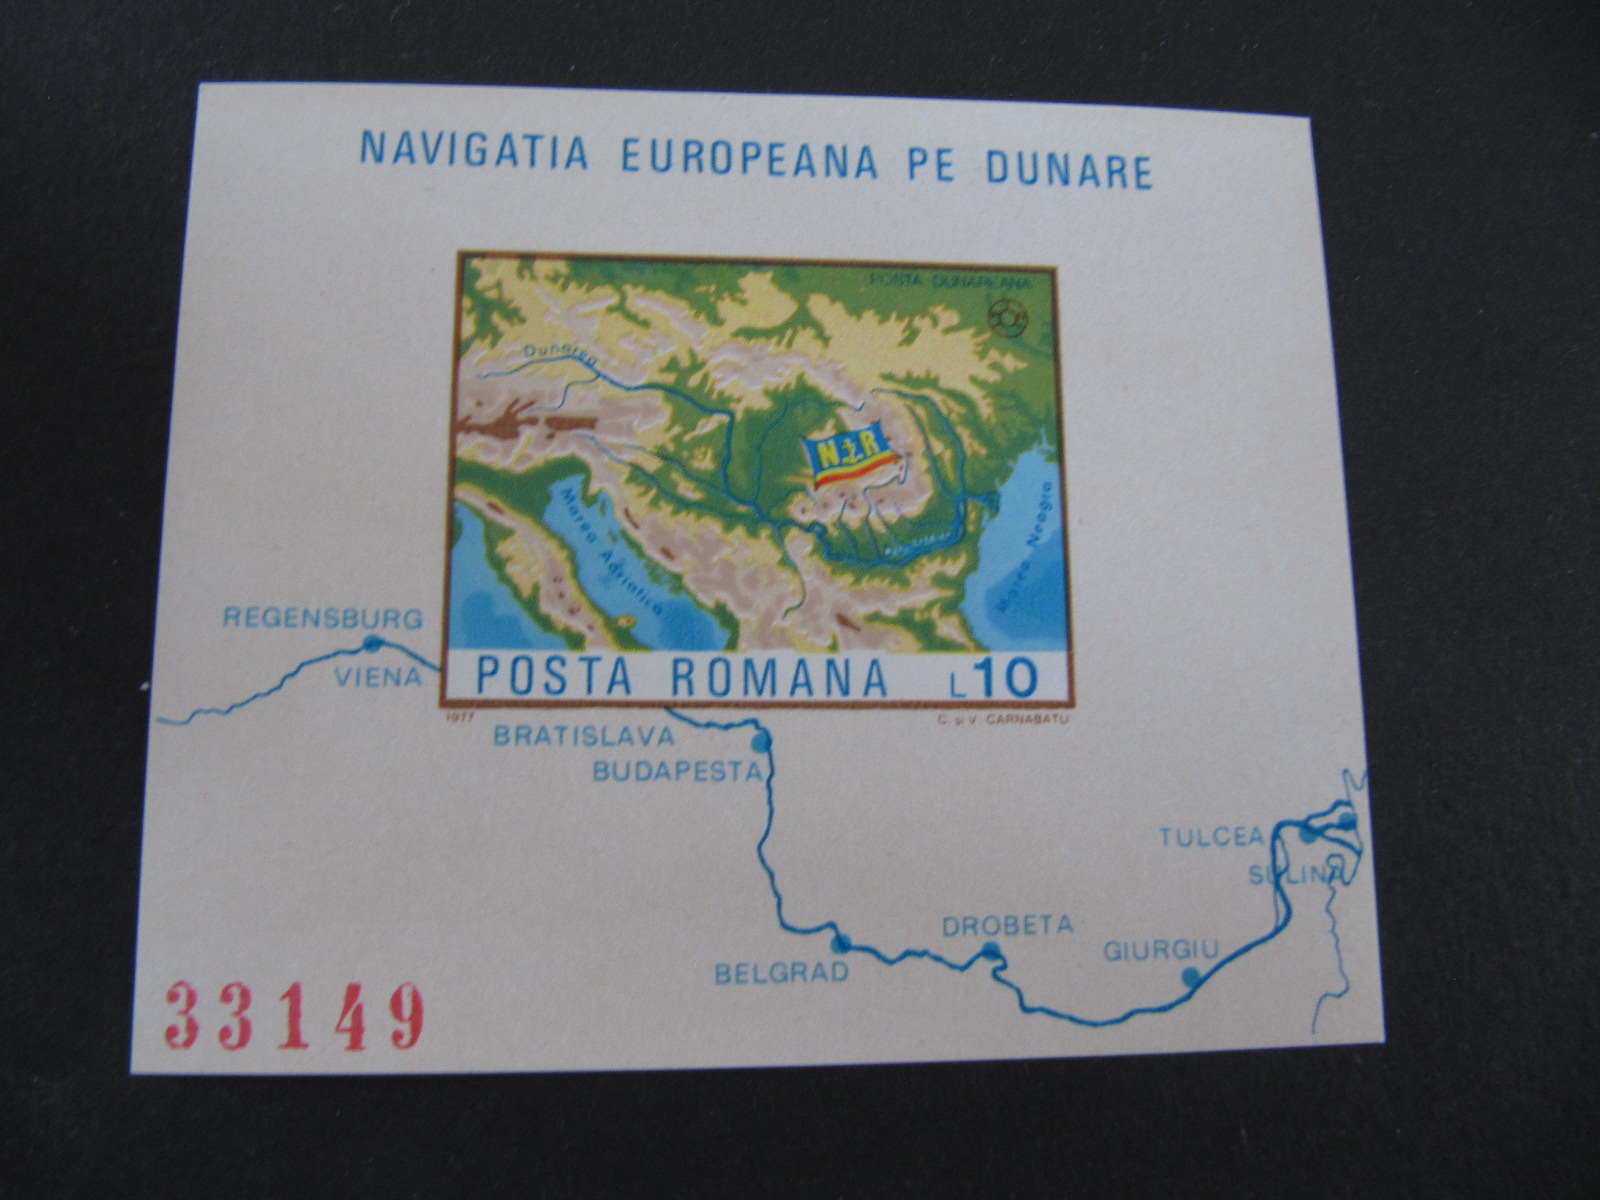 NAVIGATIA EUROPEANA PE DUNARE
POSTA DUNAREANA
Dunarea
N R
Marea Adriatica
Marea Neagra
POSTA ROMANA L10
1977 C. și V. CARNABATU
REGENSBURG
VIENA
BRATISLAVA
BUDAPESTA
TULCEA
SULINA
DROBETA
GIURGIU
BELGRAD
33149